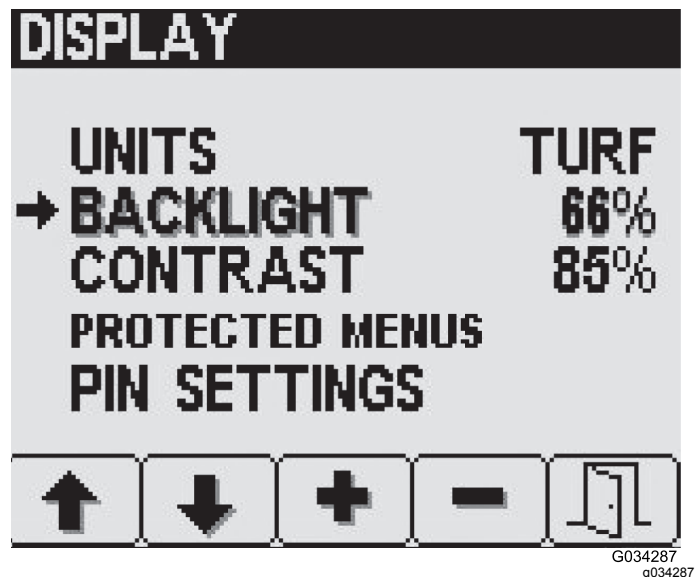 DISPLAY
UNITS TURF
BACKLIGHT 66%
CONTRAST 85%
PROTECTED MENUS
PIN SETTINGS
G034287
g034287